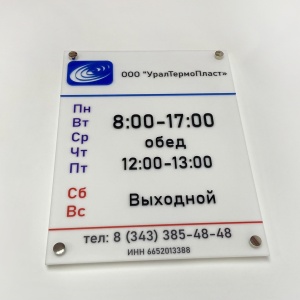 ООО "УралТермоПласт"
Пн
Вт 8:00-17:00
Ср обед
Чт 12:00-13:00
Пт
Сб Выходной
Вс
тел: 8 (343) 385-48-48
ИНН 6652013388